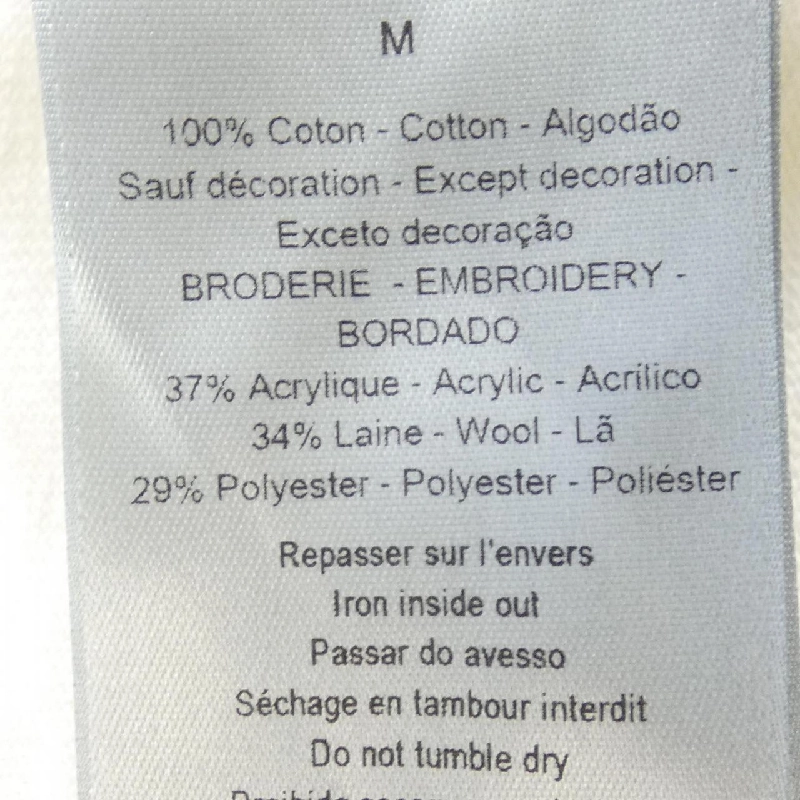 M
100% Coton - Cotton - Algodão
Sauf décoration - Except decoration -
Exceto decoração
BRODERIE - EMBROIDERY -
BORDADO
37% Acrylique - Acrylic - Acrilico
34% Laine - Wool - Lã
29% Polyester - Polyester - Poliéster
Repasser sur l'envers
Iron inside out
Passar do avesso
Séchage en tambour interdit
Do not tumble dry